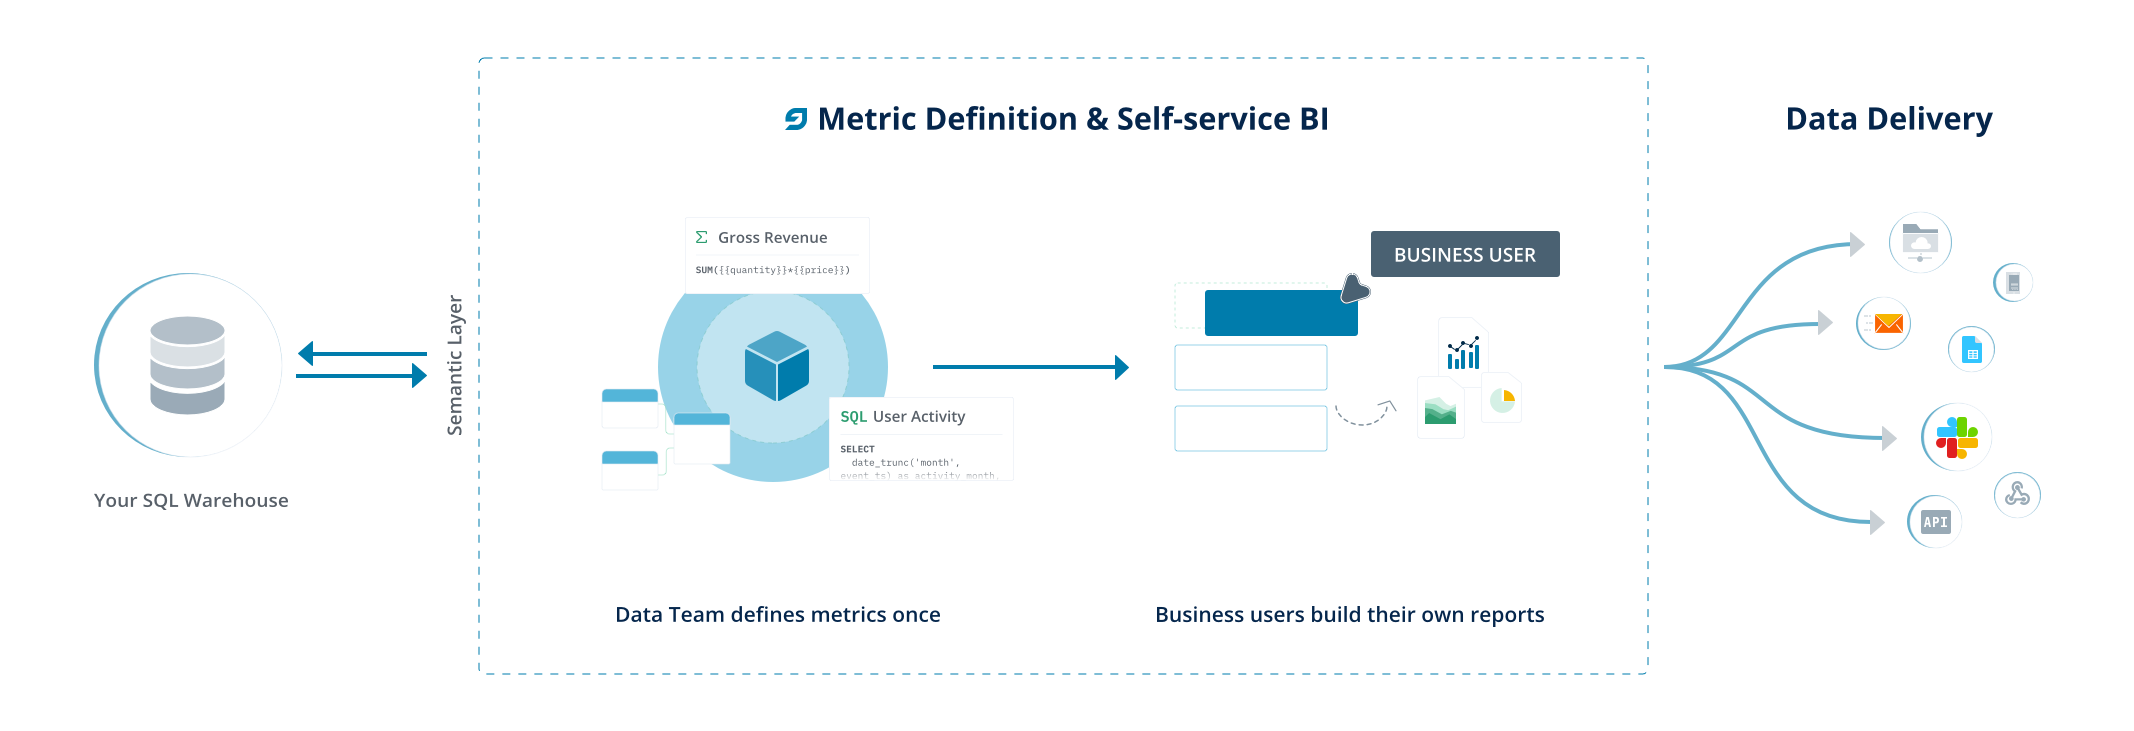 Metric Definition & Self-service BI
Data Delivery
Σ Gross Revenue
SUM({{quantity}}*{{price}})
BUSINESS USER
Semantic Layer
SQL User Activity
SELECT
date_trunc('month',
event_ts) as activity_month,
Your SQL Warehouse
API
Data Team defines metrics once
Business users build their own reports